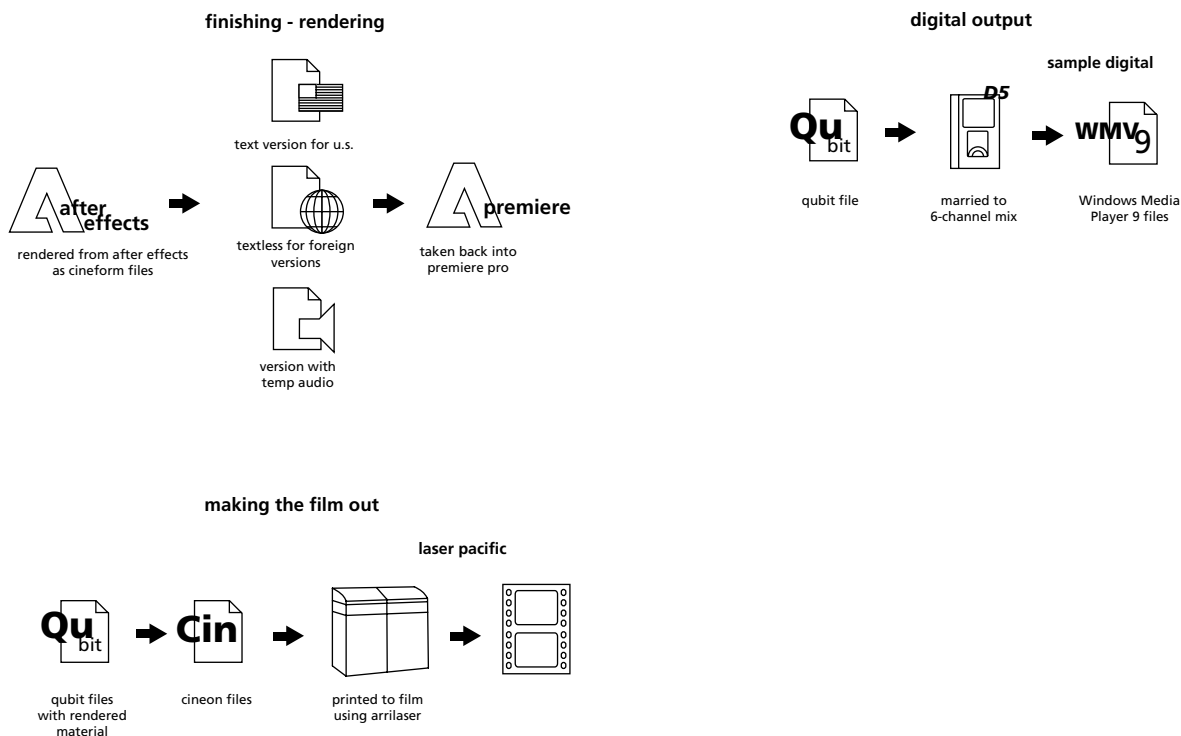 finishing - rendering
text version for u.s.
after
effects
rendered from after effects
as cineform files
textless for foreign
versions
premiere
taken back into
premiere pro
version with
temp audio
digital output
sample digital
Qu
bit
qubit file
D5
married to
6-channel mix
WMV
9
Windows Media
Player 9 files
making the film out
laser pacific
Qu
bit
qubit files
with rendered
material
Cin
cineon files
printed to film
using arrilaser